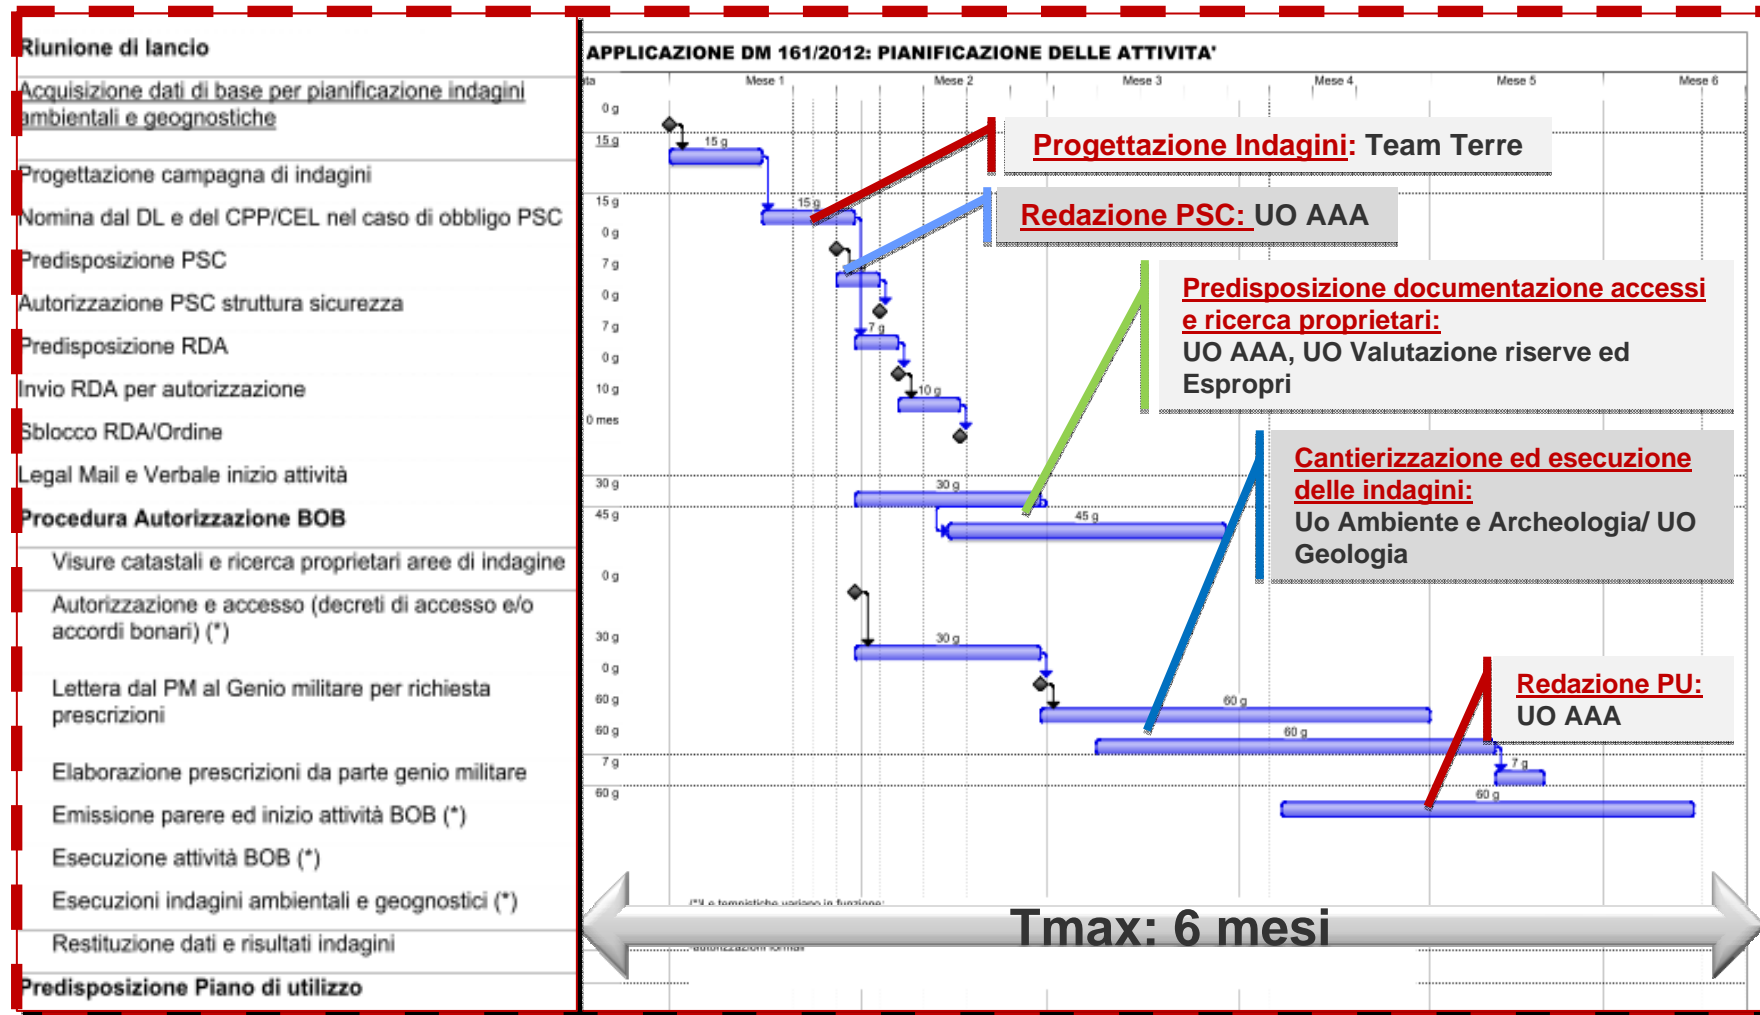 Riunione di lancio
Acquisizione dati di base per pianificazione indagini
ambientali e geognostiche
Progettazione campagna di indagini
Nomina dal DL e del CPP/CEL nel caso di obbligo PSC
Predisposizione PSC
Autorizzazione PSC struttura sicurezza
Predisposizione RDA
Invio RDA per autorizzazione
Sblocco RDA/Ordine
Legal Mail e Verbale inizio attività
Procedura Autorizzazione BOB
Visure catastali e ricerca proprietari aree di indagine
Autorizzazione e accesso (decreti di accesso e/o
accordi bonari) (*)
Lettera dal PM al Genio militare per richiesta
prescrizioni
Elaborazione prescrizioni da parte genio militare
Emissione parere ed inizio attività BOB (*)
Esecuzione attività BOB (*)
Esecuzioni indagini ambientali e geognostici (*)
Restituzione dati e risultati indagini
Predisposizione Piano di utilizzo
APPLICAZIONE DM 161/2012: PIANIFICAZIONE DELLE ATTIVITA'
ata Mese 1 Mese 2 Mese 3 Mese 4 Mese 5 Mese 6
0 g
15 g
15 g
0 g
7 g
0 g
7 g
0 g
10 g
0 mes
30 g
45 g
0 g
30 g
0 g
60 g
60 g
7 g
60 g
15 g
15 g
7 g
10 g
30 g
45 g
30 g
60 g
60 g
7 g
60 g
Progettazione Indagini: Team Terre
Redazione PSC: UO AAA
Predisposizione documentazione accessi
e ricerca proprietari:
UO AAA, UO Valutazione riserve ed
Espropri
Cantierizzazione ed esecuzione
delle indagini:
Uo Ambiente e Archeologia/ UO
Geologia
Redazione PU:
UO AAA
(*)Le tempistiche variano in funzione:
Tmax: 6 mesi
autorizzazioni formali